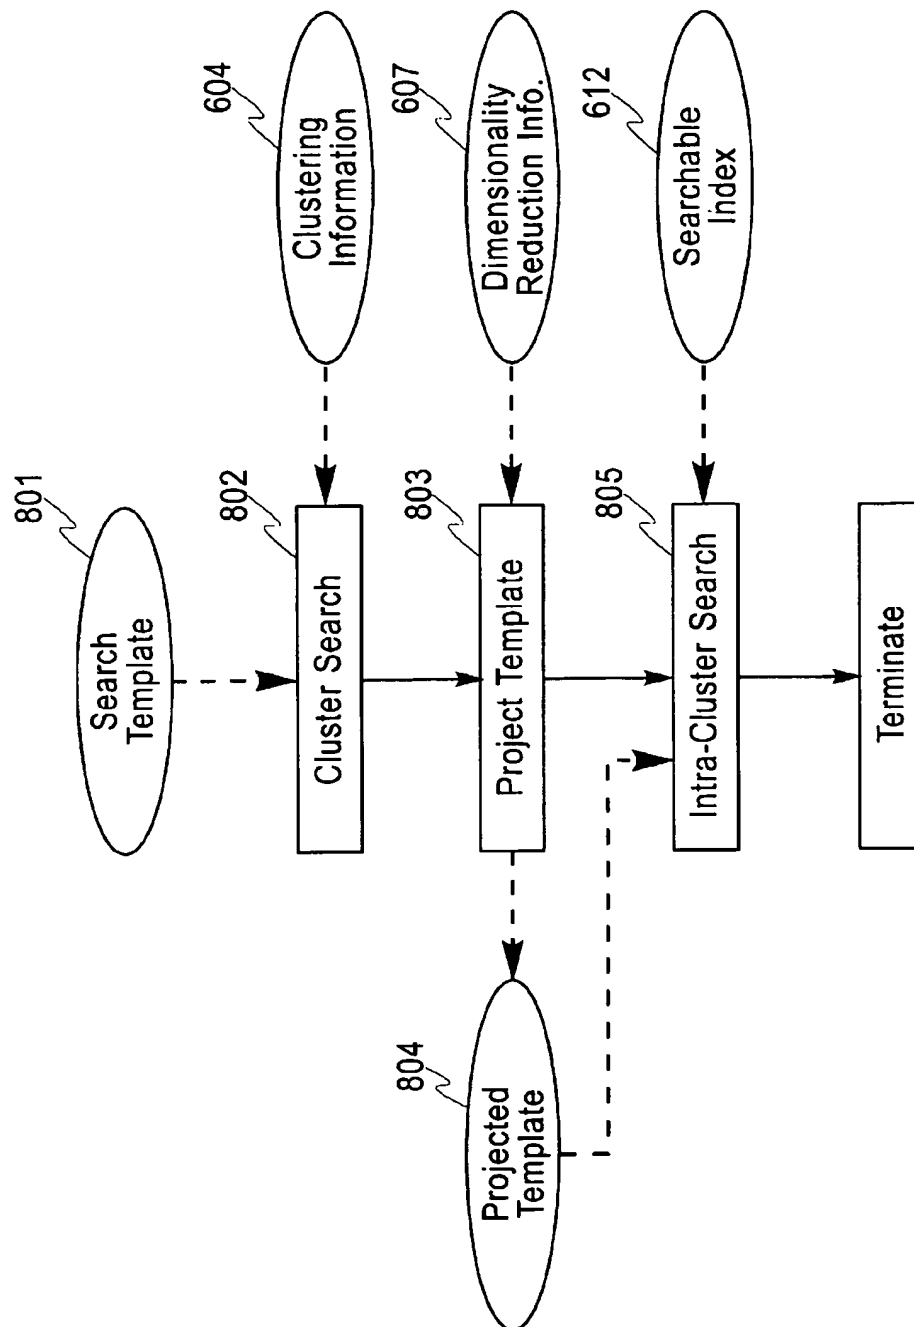 801
Search
Template
604
Clustering
Information
802
Cluster Search
607
Dimensionality
Reduction Info.
803
Project Template
804
Projected
Template
612
Searchable
Index
805
Intra-Cluster Search
Terminate